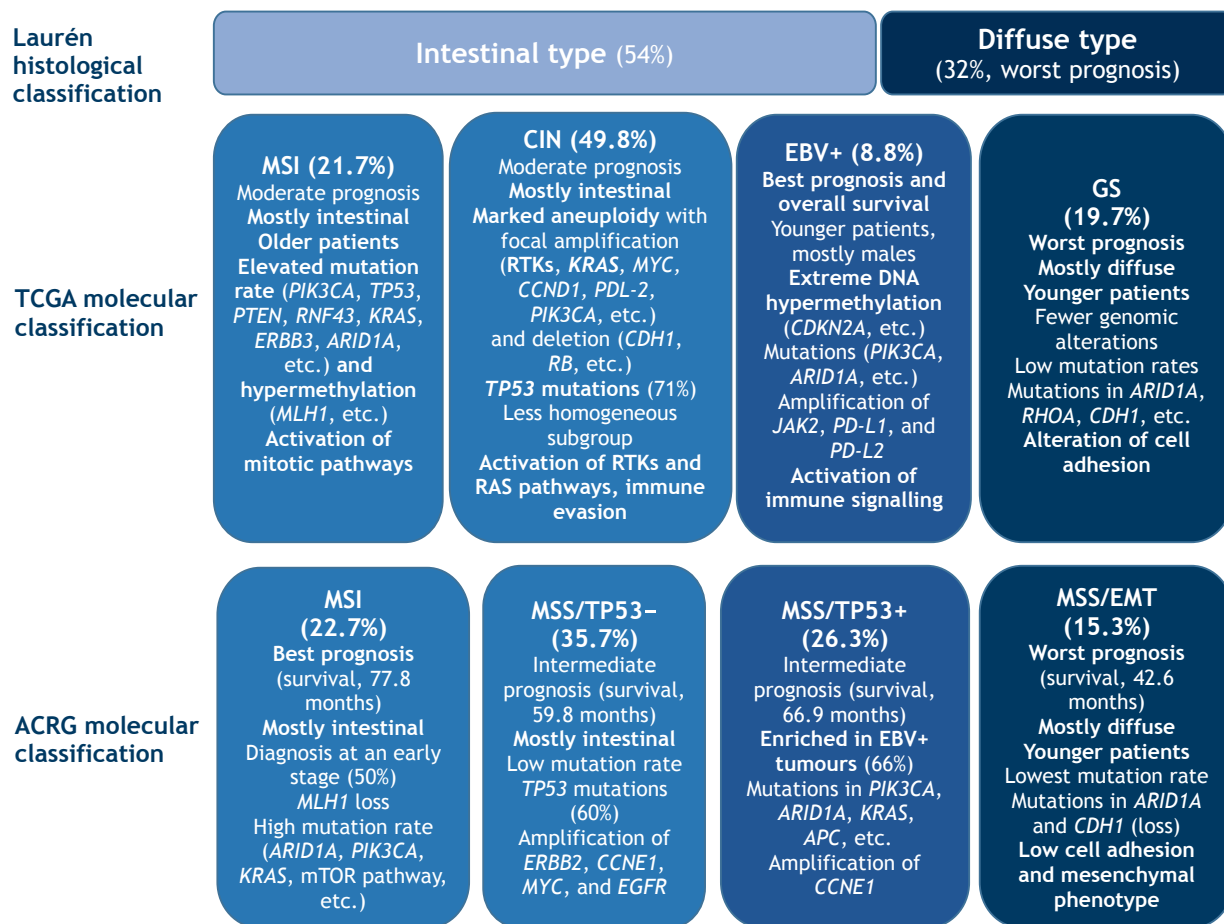 Laurén
histological
classification
Intestinal type (54%)
Diffuse type
(32%, worst prognosis)
TCGA molecular
classification
MSI (21.7%)
Moderate prognosis
Mostly intestinal
Older patients
Elevated mutation
rate (PIK3CA, TP53,
PTEN, RNF43, KRAS,
ERBB3, ARID1A,
etc.) and
hypermethylation
(MLH1, etc.)
Activation of
mitotic pathways
CIN (49.8%)
Moderate prognosis
Mostly intestinal
Marked aneuploidy with
focal amplification
(RTKs, KRAS, MYC,
CCND1, PDL-2,
PIK3CA, etc.)
and deletion (CDH1,
RB, etc.)
TP53 mutations (71%)
Less homogeneous
subgroup
Activation of RTKs and
RAS pathways, immune
evasion
EBV+ (8.8%)
Best prognosis and
overall survival
Younger patients,
mostly males
Extreme DNA
hypermethylation
(CDKN2A, etc.)
Mutations (PIK3CA,
ARID1A, etc.)
Amplification of
JAK2, PD-L1, and
PD-L2
Activation of
immune signalling
GS
(19.7%)
Worst prognosis
Mostly diffuse
Younger patients
Fewer genomic
alterations
Low mutation rates
Mutations in ARID1A,
RHOA, CDH1, etc.
Alteration of cell
adhesion
ACRG molecular
classification
MSI
(22.7%)
Best prognosis
(survival, 77.8
months)
Mostly intestinal
Diagnosis at an early
stage (50%)
MLH1 loss
High mutation rate
(ARID1A, PIK3CA,
KRAS, mTOR pathway,
etc.)
MSS/TP53−
(35.7%)
Intermediate
prognosis (survival,
59.8 months)
Mostly intestinal
Low mutation rate
TP53 mutations
(60%)
Amplification of
ERBB2, CCNE1,
MYC, and EGFR
MSS/TP53+
(26.3%)
Intermediate
prognosis (survival,
66.9 months)
Enriched in EBV+
tumours (66%)
Mutations in PIK3CA,
ARID1A, KRAS,
APC, etc.
Amplification of
CCNE1
MSS/EMT
(15.3%)
Worst prognosis
(survival, 42.6
months)
Mostly diffuse
Younger patients
Lowest mutation rate
Mutations in ARID1A
and CDH1 (loss)
Low cell adhesion
and mesenchymal
phenotype